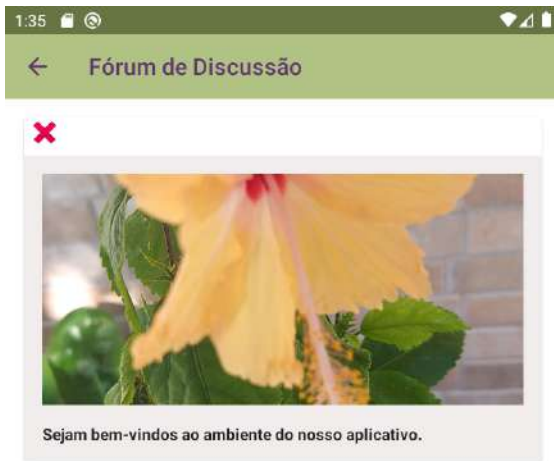 1:35
Fórum de Discussão
Sejam bem-vindos ao ambiente do nosso aplicativo.